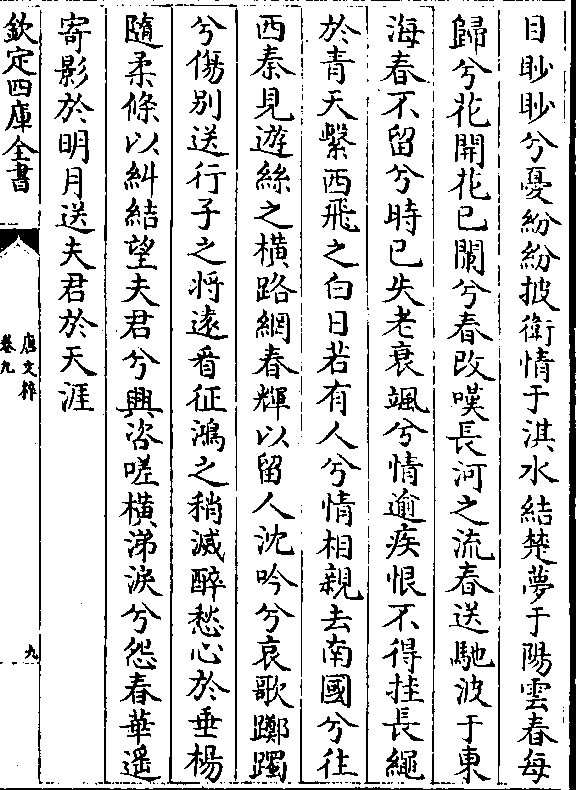 目眇眇兮憂紛紛披衛情于淇水結楚夢于陽雲春每
歸兮花開花已闌兮春改嘆長河之流春送馳波于東
海春不留兮時已失老衰颯兮情逾疾恨不得挂長繩
於青天繫西飛之白日若有人兮情相親去南國兮往
西秦見遊絲之橫路網春輝以留人沈吟兮哀歌躑躅
兮傷别送行子之将遠看征鴻之稍滅醉愁心於垂楊
隨柔條以糾結望夫君兮興咨嗟橫涕淚兮怨春華遥
寄影於明月送夫君於天涯
欽定四庫全書
唐文粹
卷九
九